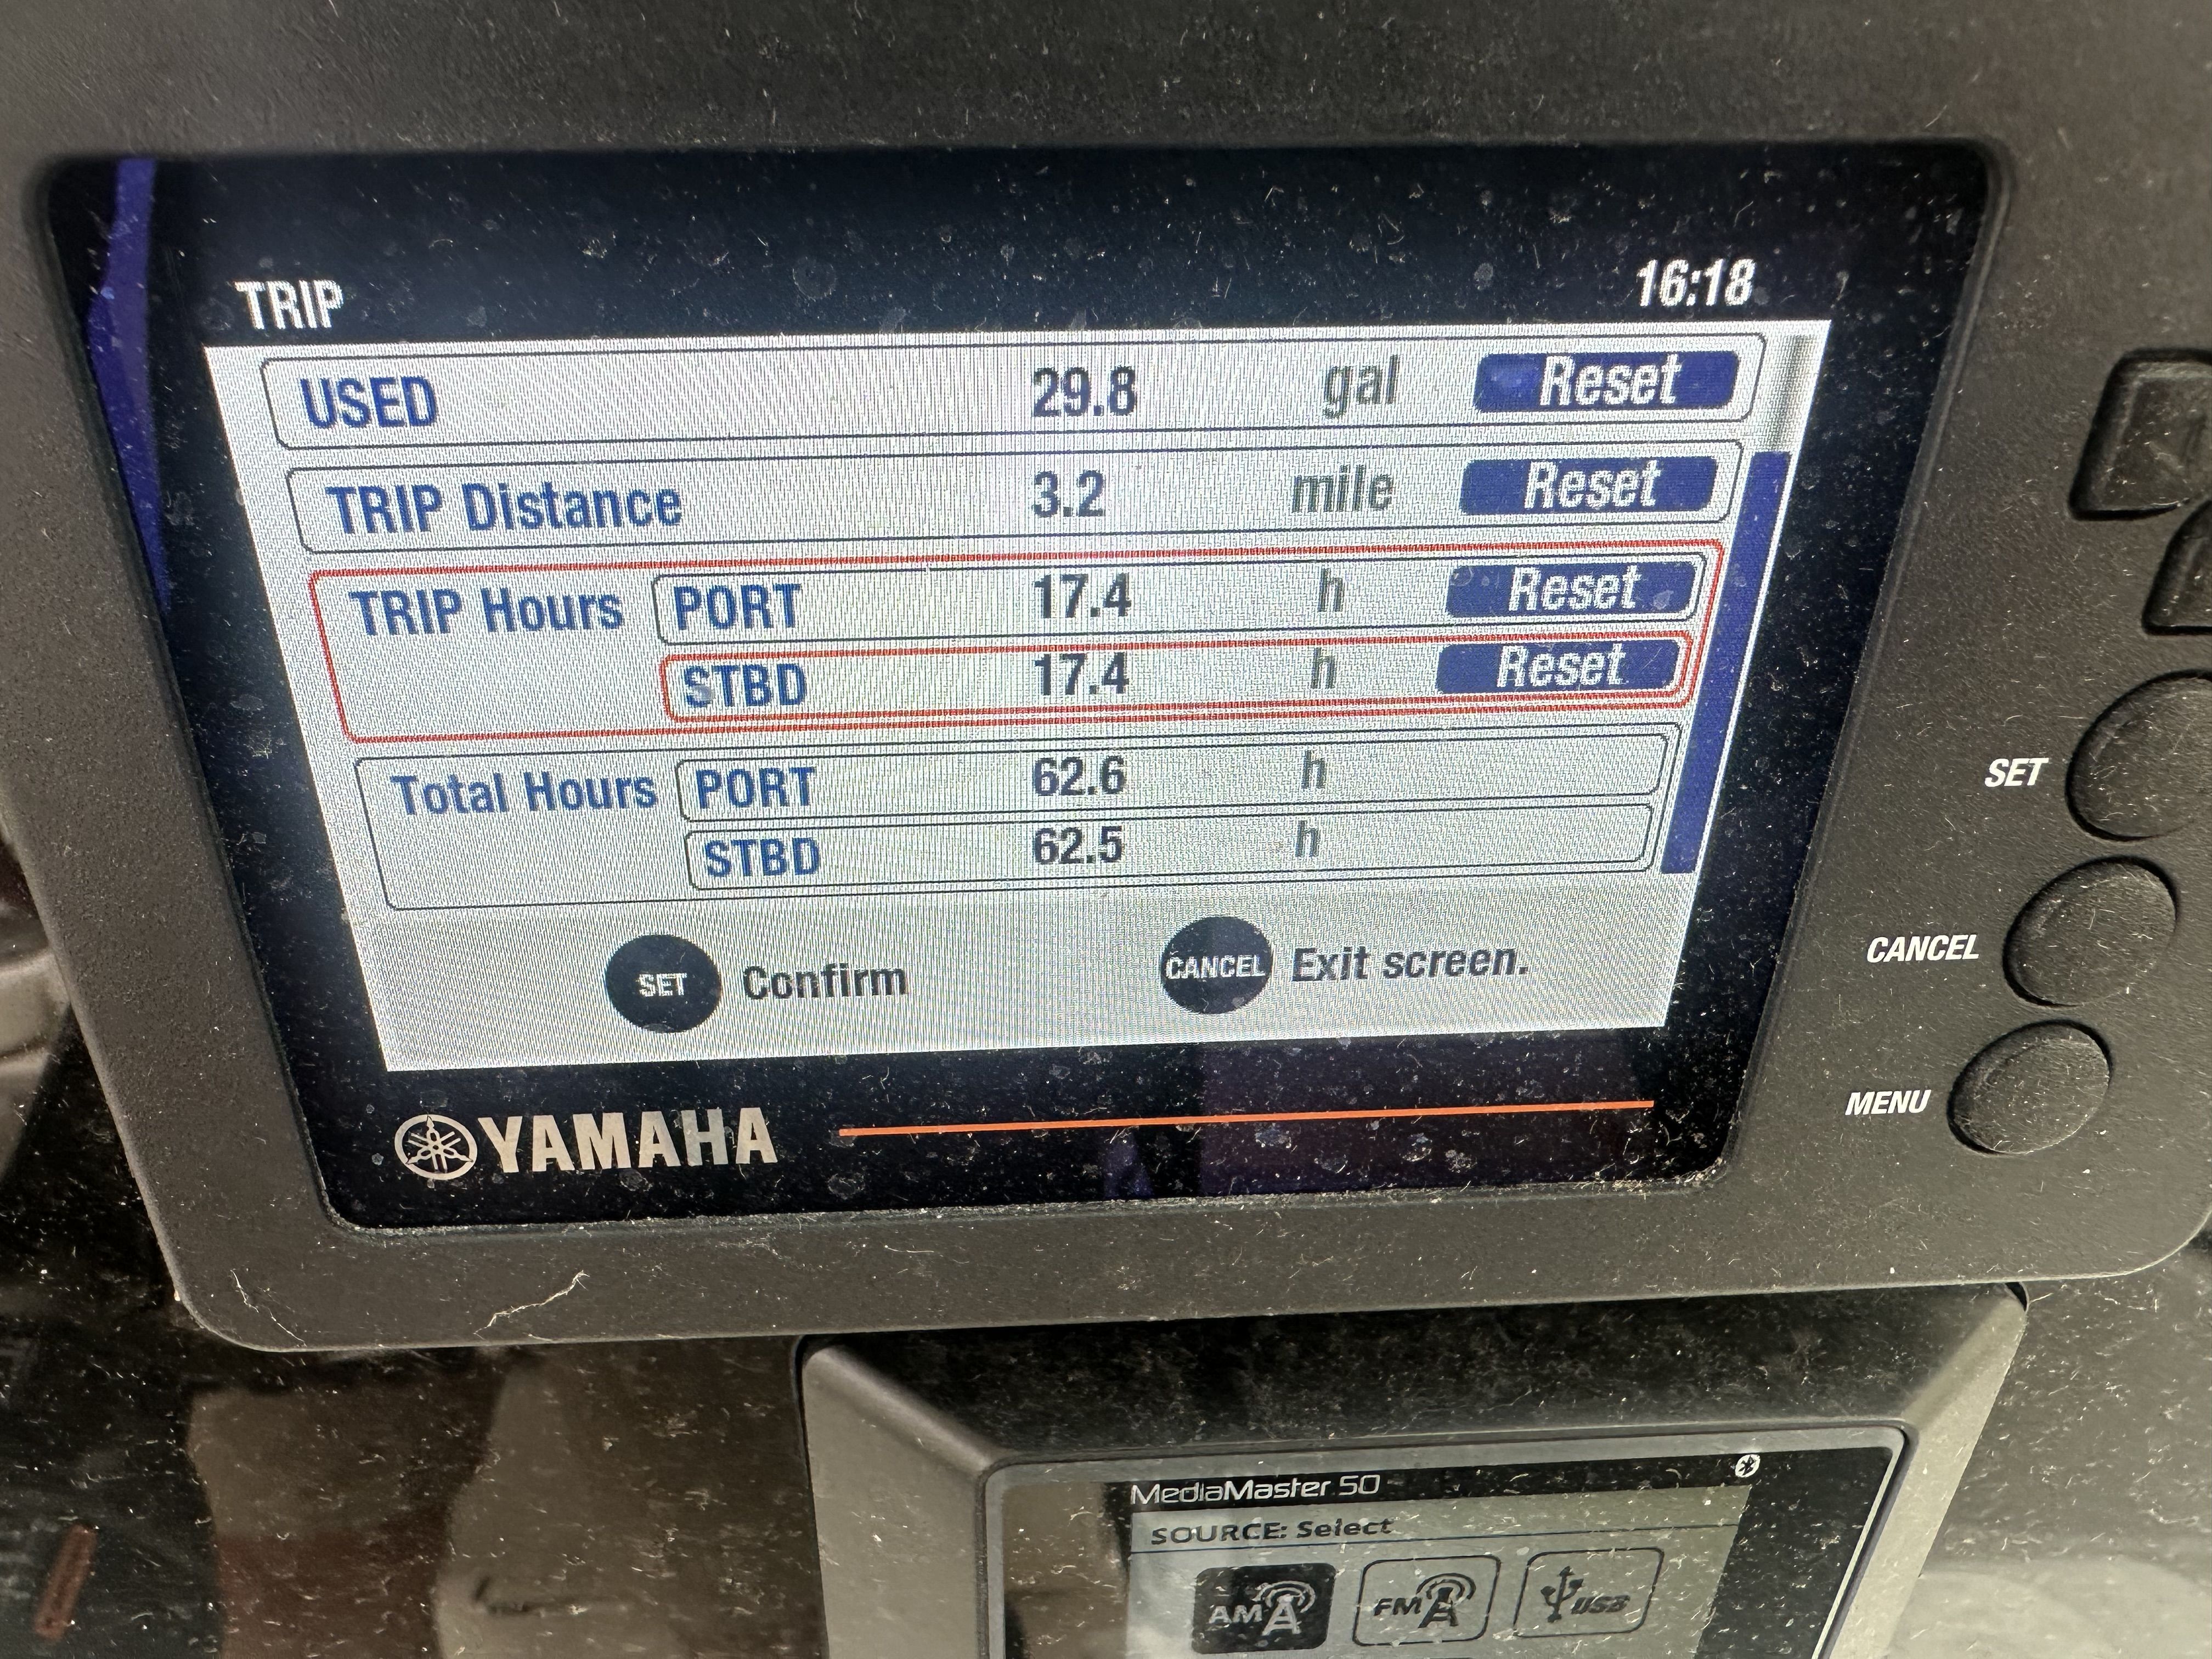 TRIP 16:18
USED 29.8 gal Reset
TRIP Distance 3.2 mile Reset
TRIP Hours PORT 17.4 h Reset
STBD 17.4 h Reset
Total Hours PORT 62.6 h
STBD 62.5 h
SET Confirm CANCEL Exit screen.
YAMAHA
SET
CANCEL
MENU
MediaMaster 50
SOURCE: Select
AM FM USB